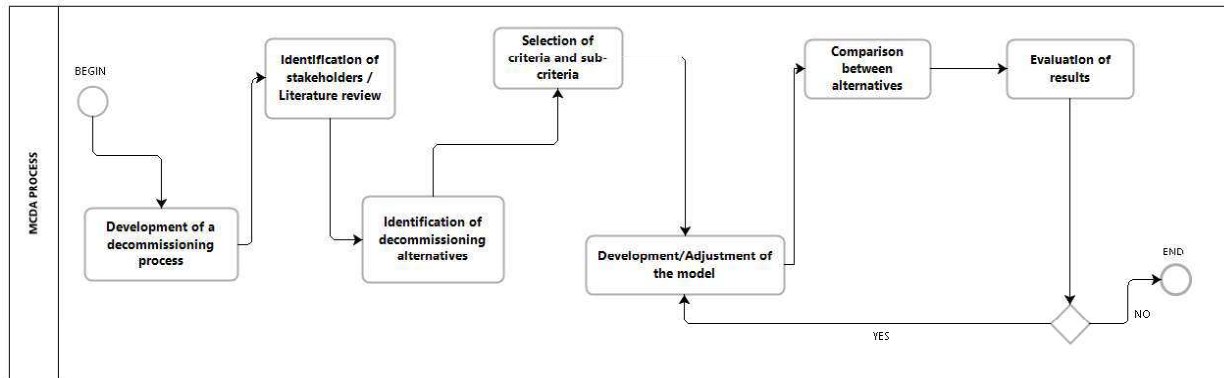 MCDA PROCESS
BEGIN
Development of a
decommissioning
process
Identification of
stakeholders /
Literature review
Identification of
decommissioning
alternatives
Selection of
criteria and sub-
criteria
Development/Adjustment of
the model
Comparison
between
alternatives
Evaluation of
results
YES
NO
END